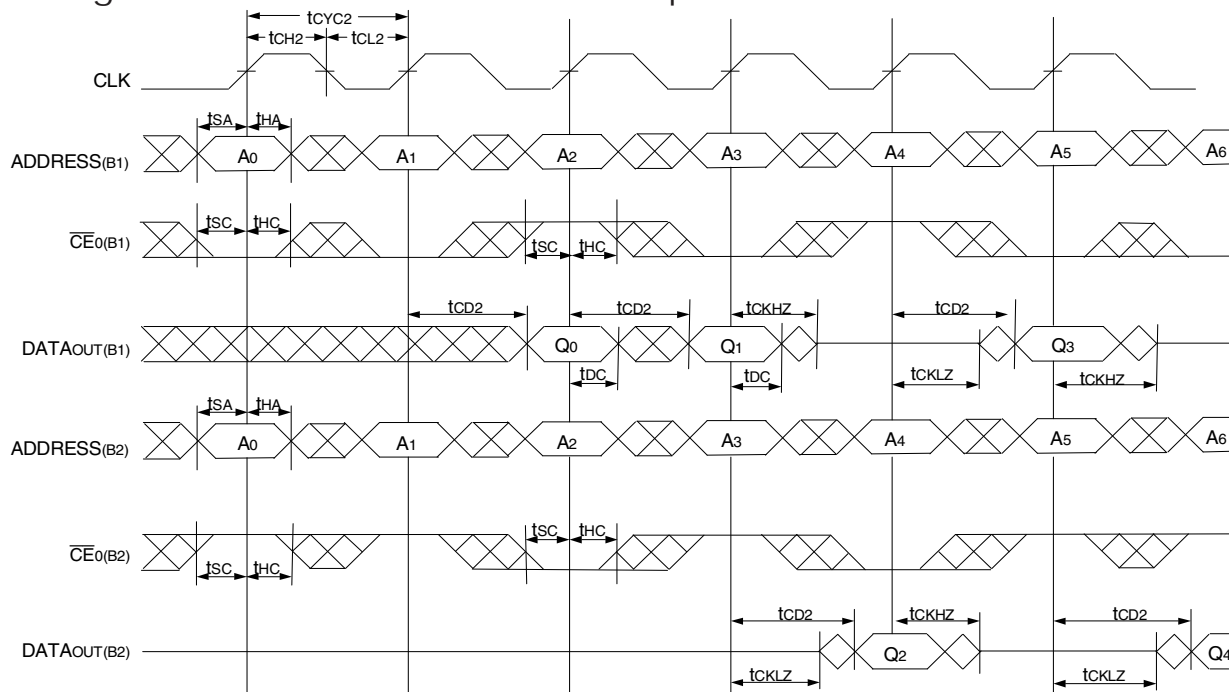 tCYC2
tCH2 tCL2
CLK
tSA tHA
ADDRESS(B1) A0 A1 A2 A3 A4 A5 A6
tSC tHC tSC tHC
CE0(B1)
tCD2 tCD2 tCKHZ tCD2
DATAOUT(B1) Q0 Q1 Q3
tDC tDC tCKLZ tCKHZ
tSA tHA
ADDRESS(B2) A0 A1 A2 A3 A4 A5 A6
tSC tHC
CE0(B2)
tSC tHC
tCD2 tCKHZ tCD2
DATAOUT(B2) Q2 Q4
tCKLZ tCKLZ